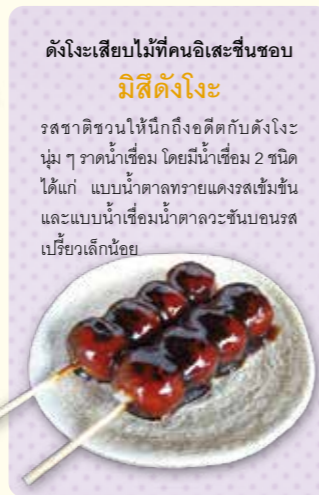 ดังโงะเสียบไม้ที่คนอิเสะชื่นชอบ
มิสึดังโงะ
รสชาติชวนให้นึกถึงอดีตกับดังโงะ
นุ่ม ๆ ราดน้ำเชื่อม โดยมีน้ำเชื่อม 2 ชนิด
ได้แก่ แบบน้ำตาลทรายแดงรสเข้มข้น
และแบบน้ำเชื่อมน้ำตาลวะซันบอนรส
เปรี้ยวเล็กน้อย